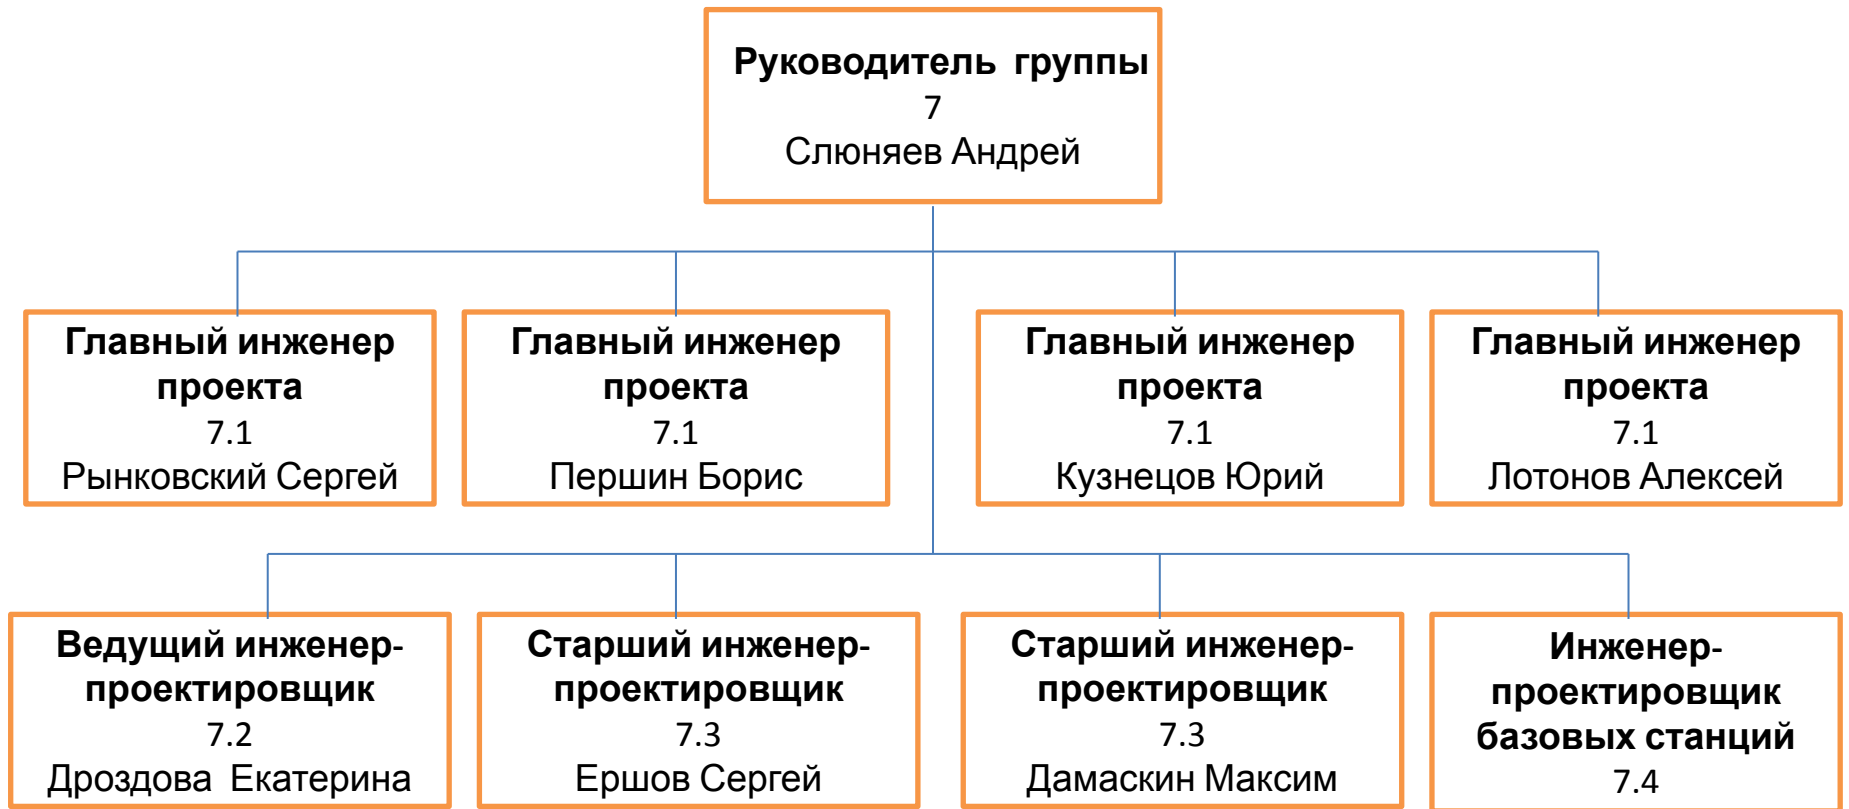 Руководитель группы
7
Слюняев Андрей
Главный инженер
проекта
7.1
Рынковский Сергей
Главный инженер
проекта
7.1
Першин Борис
Главный инженер
проекта
7.1
Кузнецов Юрий
Главный инженер
проекта
7.1
Лотонов Алексей
Ведущий инженер-
проектировщик
7.2
Дроздова Екатерина
Старший инженер-
проектировщик
7.3
Ершов Сергей
Старший инженер-
проектировщик
7.3
Дамаскин Максим
Инженер-
проектировщик
базовых станций
7.4